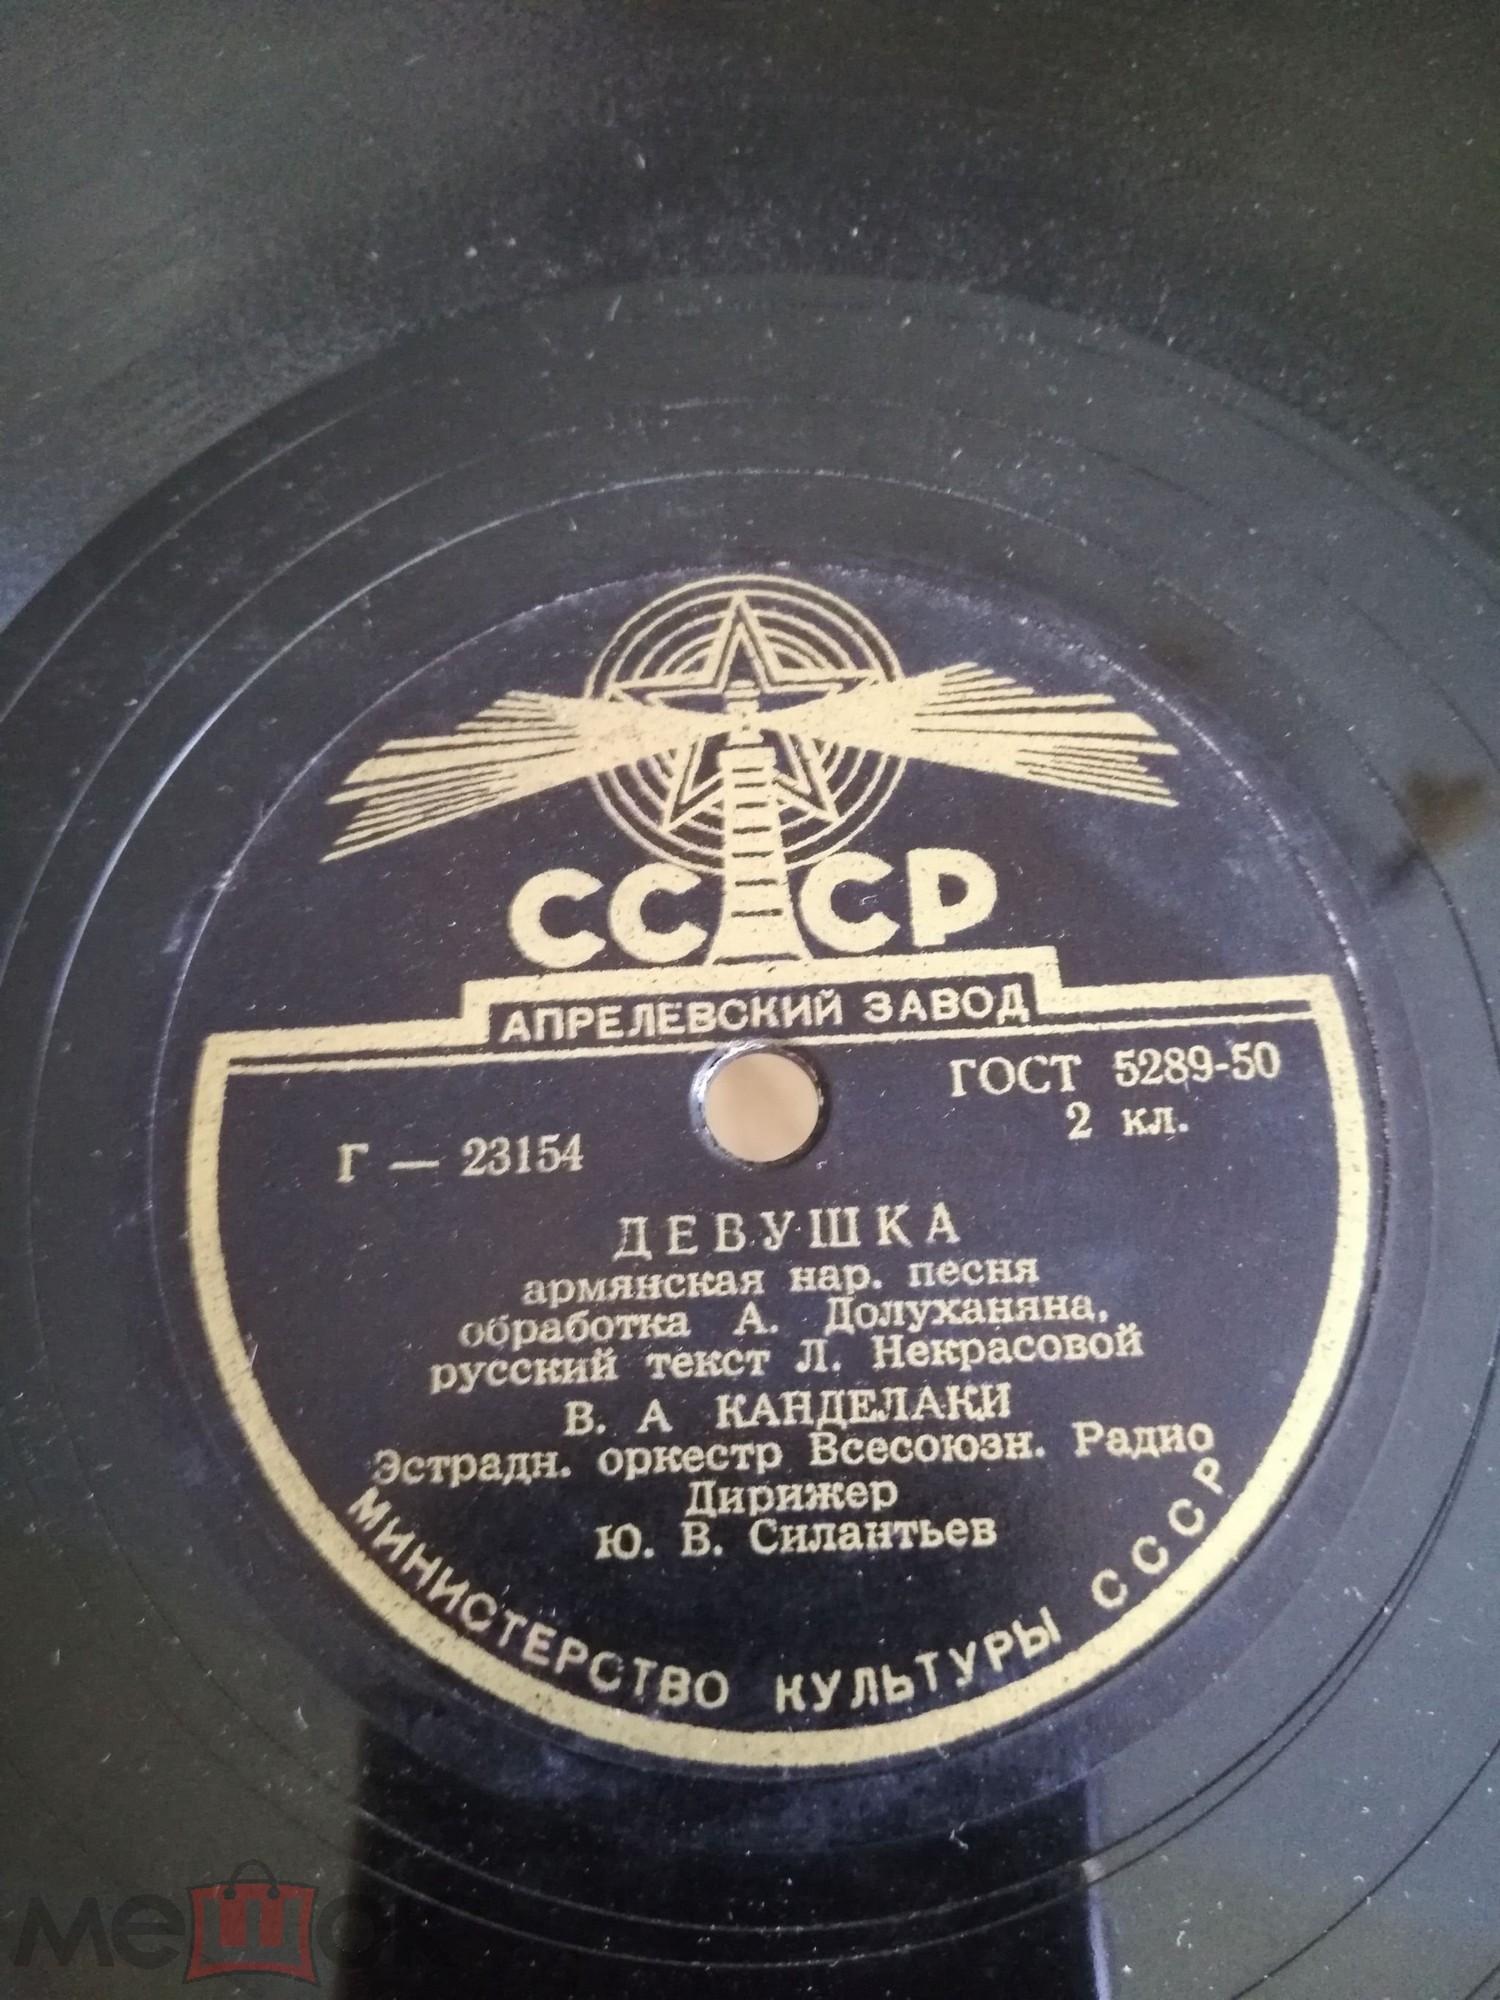 СССР
АПРЕЛЕВСКИЙ ЗАВОД
ГОСТ 5289-50
2 кл.
Г — 23154
ДЕВУШКА
армянская нар. песня
обработка А. Долуханяна,
русский текст Л. Некрасовой
В. А КАНДЕЛАКИ
Эстрадн. оркестр Всесоюзн. Радио
Дирижер
Ю. В. Силантьев
МИНИСТЕРСТВО КУЛЬТУРЫ СССР
мешок